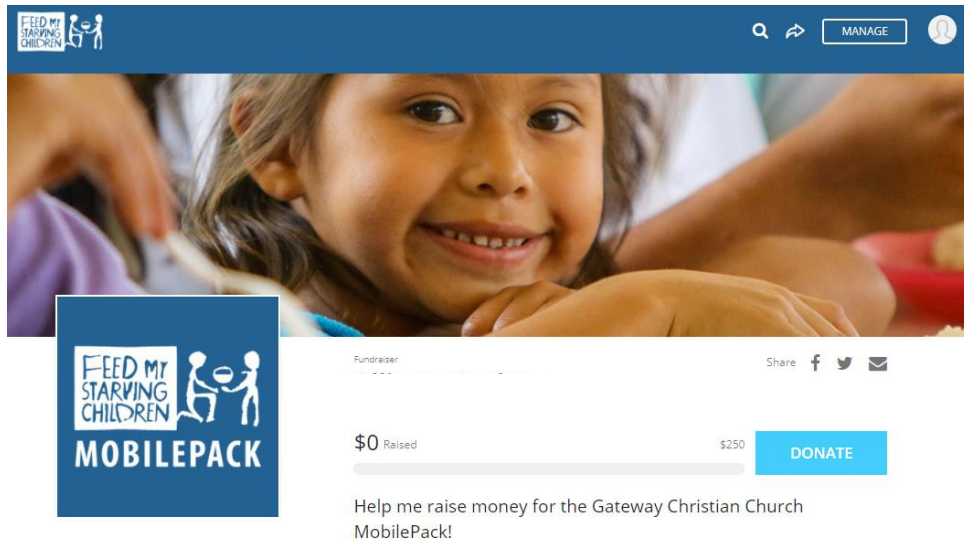 FEED MY
STARVING
CHILDREN
MANAGE
FEED MY
STARVING
CHILDREN
MOBILEPACK
Fundraiser
Share
$0 Raised
$250
DONATE
Help me raise money for the Gateway Christian Church
MobilePack!